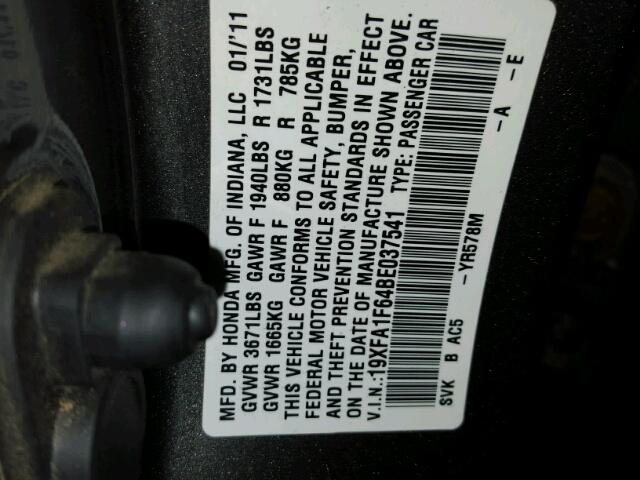 MFD. BY HONDA MFG. OF INDIANA, LLC 01/'11
GVWR 3671LBS GAWR F 1940LBS R 1731LBS
GVWR 1665KG GAWR F 880KG R 785KG
THIS VEHICLE CONFORMS TO ALL APPLICABLE
FEDERAL MOTOR VEHICLE SAFETY, BUMPER,
AND THEFT PREVENTION STANDARDS IN EFFECT
ON THE DATE OF MANUFACTURE SHOWN ABOVE.
V.I.N.:19XFA1F64BE037541 TYPE: PASSENGER CAR
SVK B AC5 -YR578M -A -E